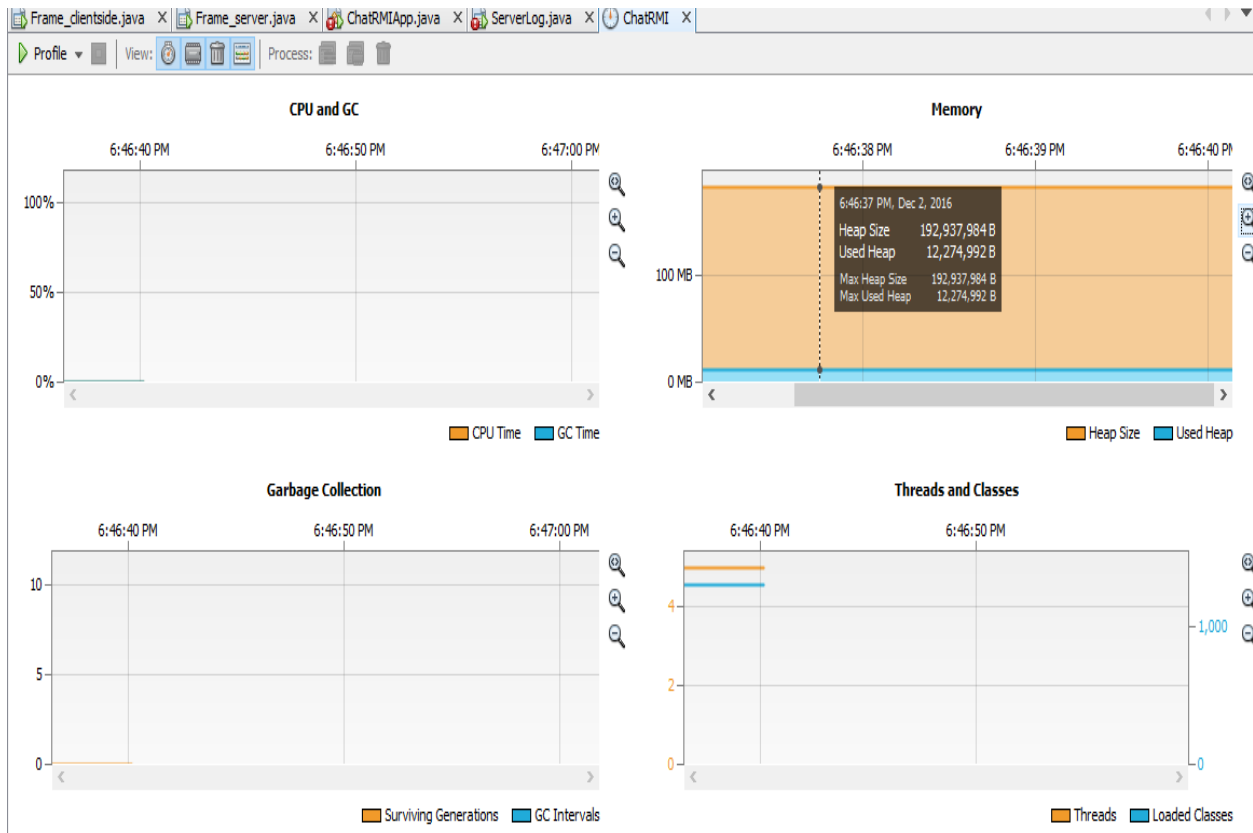 Frame_clientside.java X Frame_server.java X ChatRMIApp.java X ServerLog.java X ChatRMI X
Profile View: Process:
CPU and GC
6:46:40 PM 6:46:50 PM 6:47:00 PM
100%
50%
0%
CPU Time GC Time
Memory
6:46:38 PM 6:46:39 PM 6:46:40 PM
6:46:37 PM, Dec 2, 2016
Heap Size 192,937,984 B
Used Heap 12,274,992 B
Max Heap Size 192,937,984 B
Max Used Heap 12,274,992 B
100 MB
0 MB
Heap Size Used Heap
Garbage Collection
6:46:40 PM 6:46:50 PM 6:47:00 PM
10
5
0
Surviving Generations GC Intervals
Threads and Classes
6:46:40 PM 6:46:50 PM
4
2
0
1,000
0
Threads Loaded Classes